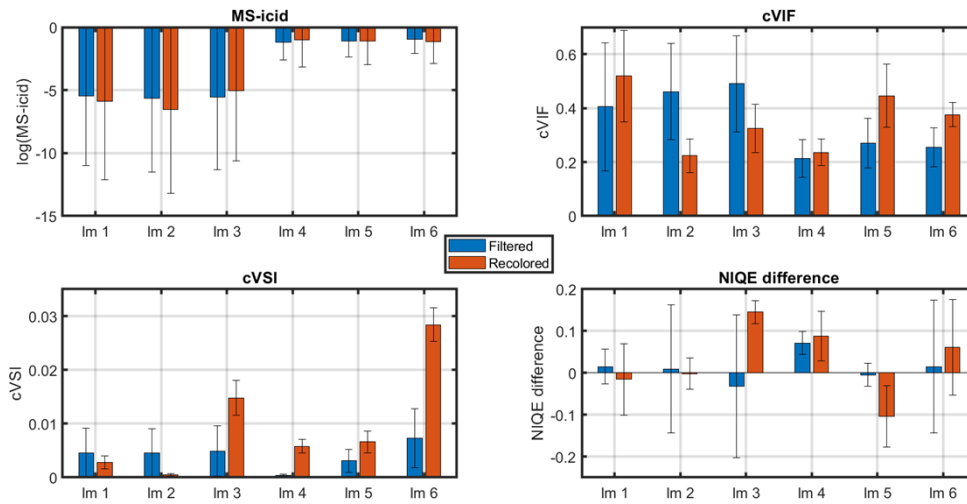 MS-icid
log(MS-icid)
0
-5
-10
-15
Im 1 Im 2 Im 3 Im 4 Im 5 Im 6
cVIF
cVIF
0.6
0.4
0.2
0
Im 1 Im 2 Im 3 Im 4 Im 5 Im 6
Filtered
Recolored
cVSI
cVSI
0.03
0.02
0.01
0
Im 1 Im 2 Im 3 Im 4 Im 5 Im 6
NIQE difference
NIQE difference
0.2
0.1
0
-0.1
-0.2
Im 1 Im 2 Im 3 Im 4 Im 5 Im 6